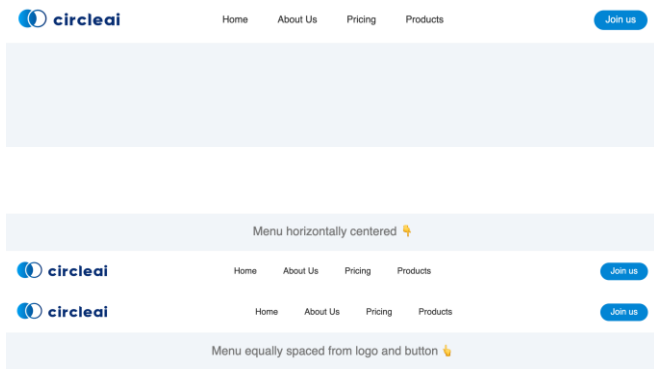 circleai Home About Us Pricing Products Join us
Menu horizontally centered 👇
circleai Home About Us Pricing Products Join us
circleai Home About Us Pricing Products Join us
Menu equally spaced from logo and button 👆